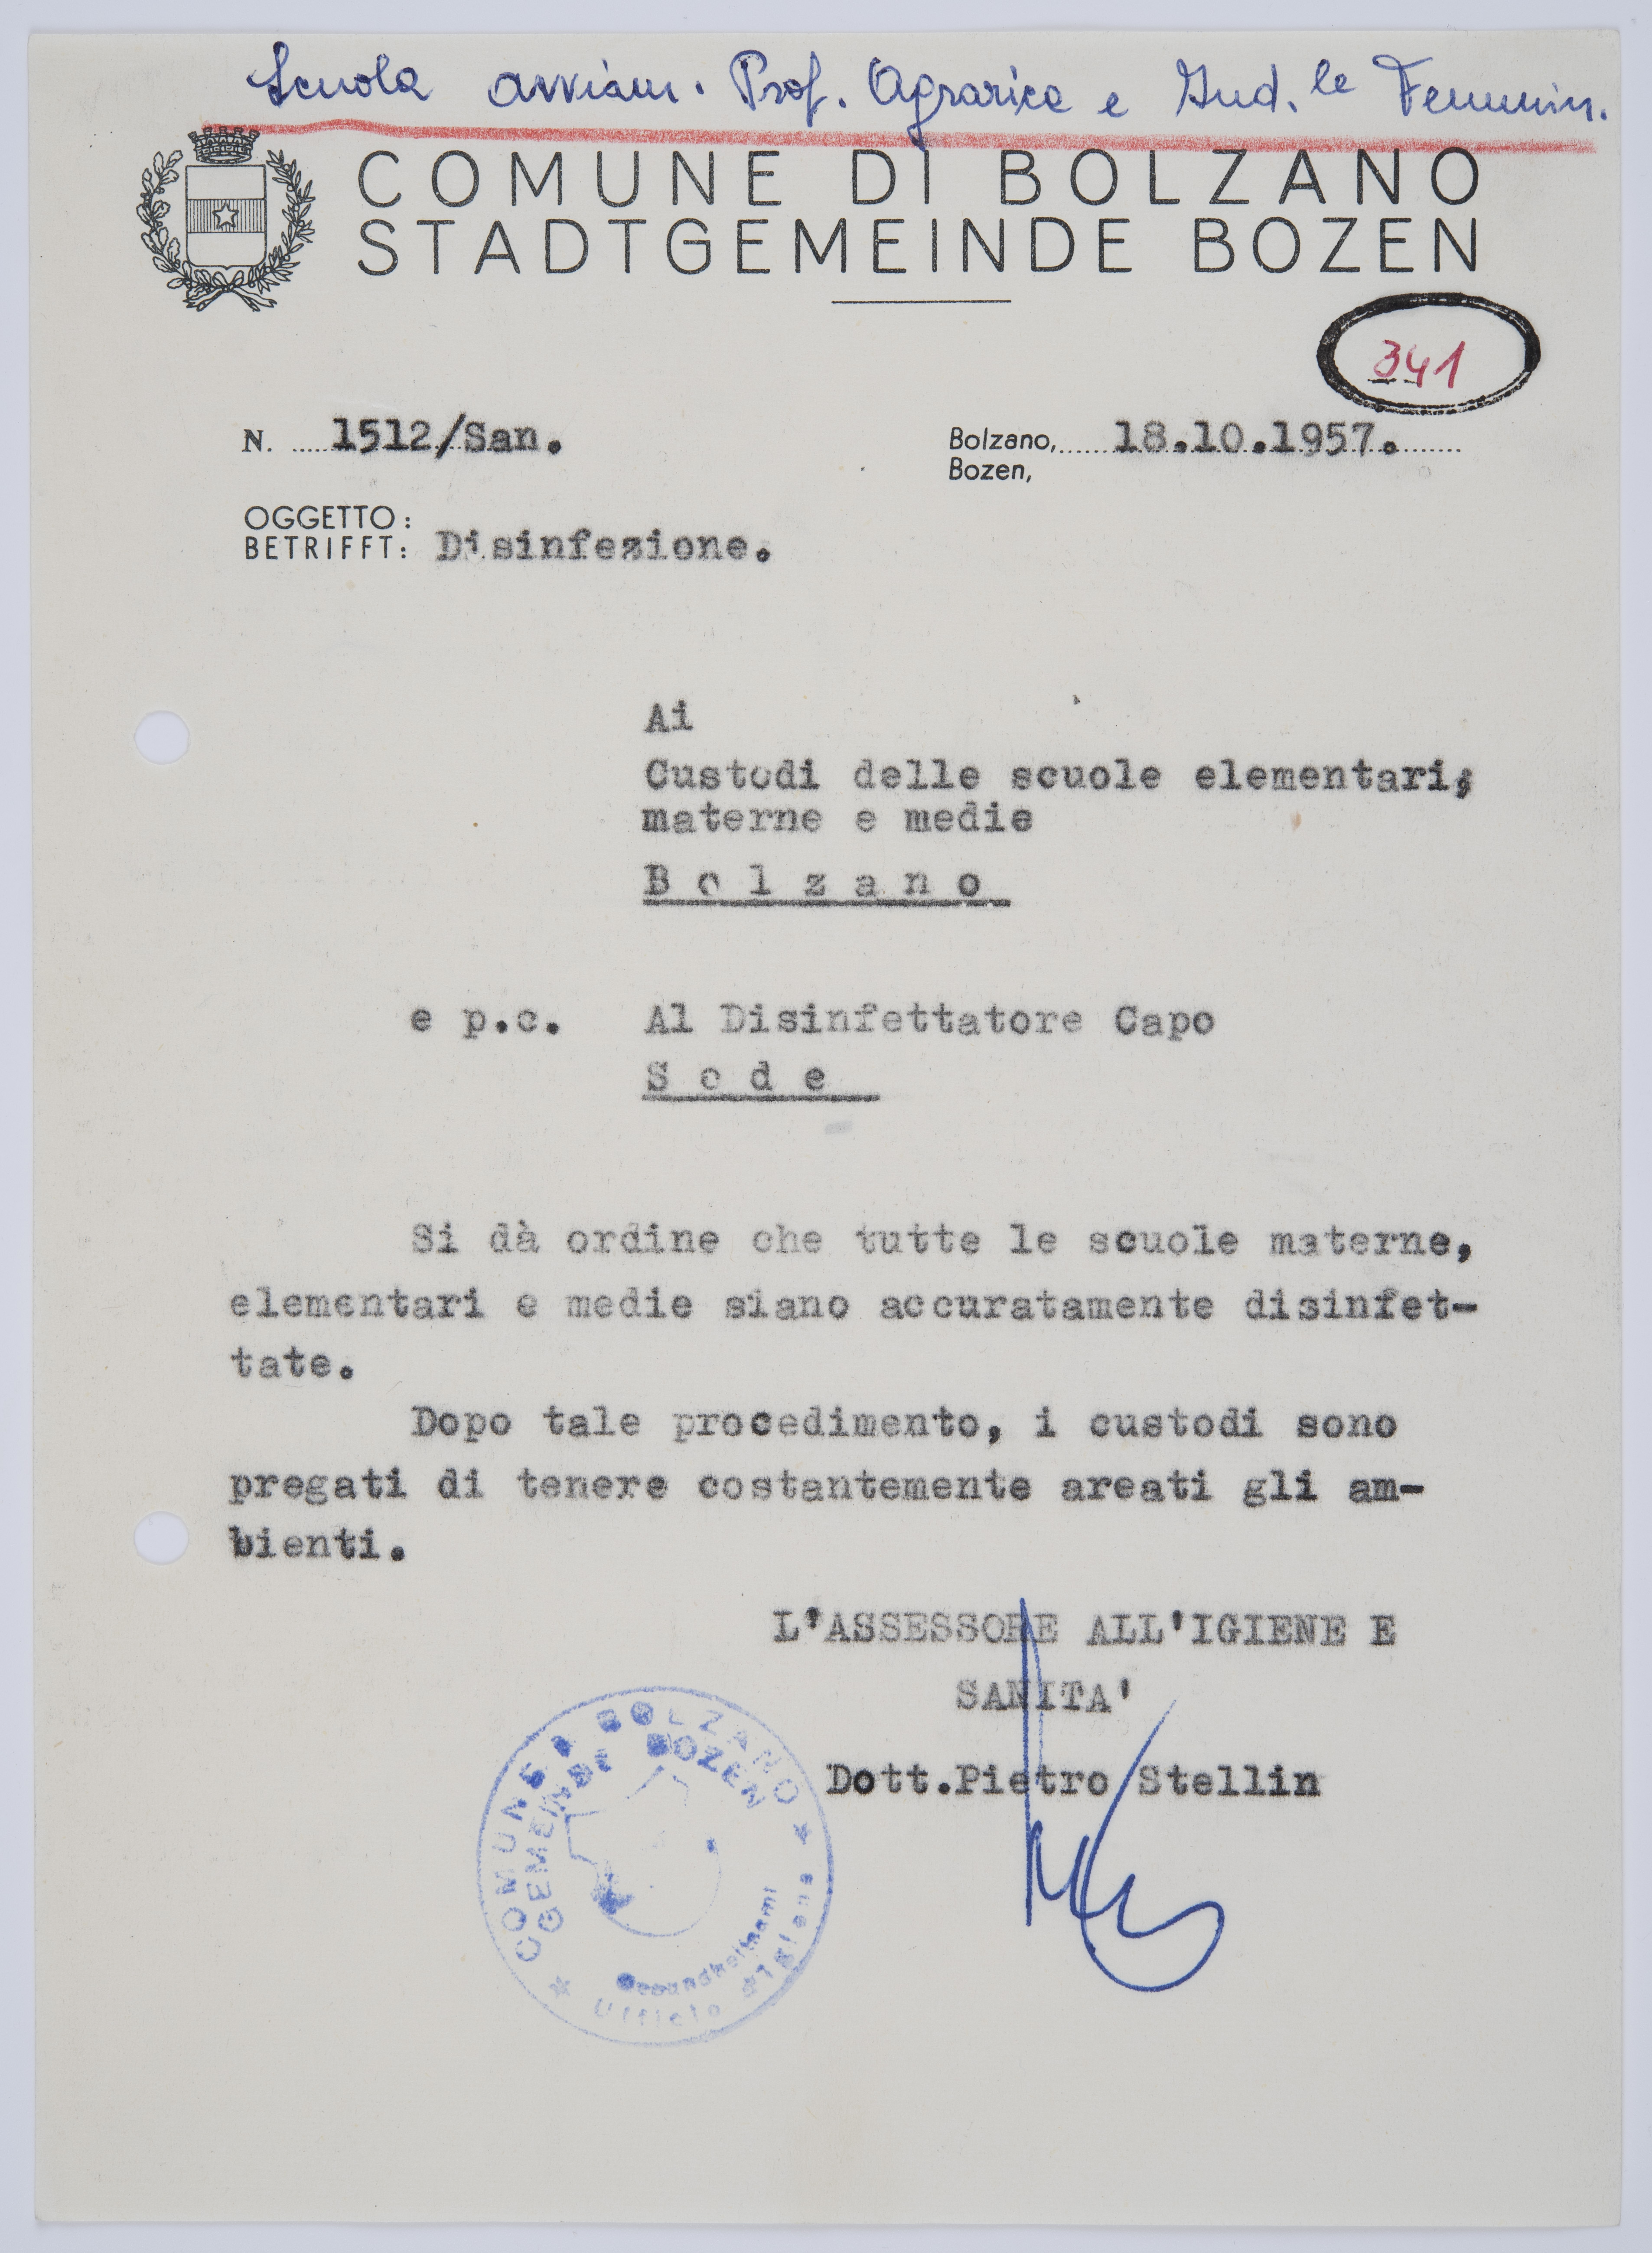 Scuola avviam. Prof. Agrarica e Ind.le Femmin.
COMUNE DI BOLZANO
STADTGEMEINDE BOZEN
341
N. 1512/San.
Bolzano, 18.10.1957.
Bozen,
OGGETTO:
BETRIFFT: Disinfezione.
Ai
Custodi delle scuole elementari,
materne e medie
Bolzano
e p.c. Al Disinfettatore Capo
Sede
Si dà ordine che tutte le scuole materne,
elementari e medie siano accuratamente disinfet-
tate.
Dopo tale procedimento, i custodi sono
pregati di tenere costantemente areati gli am-
bienti.
L'ASSESSORE ALL'IGIENE E
SANITA'
Dott.Pietro Stellin
COMUNE BOLZANO
GEMEINDE BOZEN
Gesundheitsamt
Ufficio d'Igiene